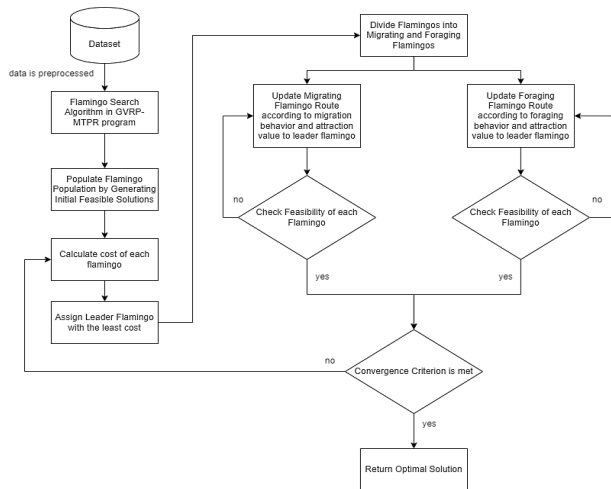 Dataset
data is preprocessed
Flamingo Search
Algorithm in GVRP-
MTPR program
Populate Flamingo
Population by Generating
Initial Feasible Solutions
Calculate cost of each
flamingo
Assign Leader Flamingo
with the least cost
Divide Flamingos into
Migrating and Foraging
Flamingos
Update Migrating
Flamingo Route
according to migration
behavior and attraction
value to leader flamingo
no
Check Feasibility of each
Flamingo
yes
Update Foraging
Flamingo Route
according to foraging
behavior and attraction
value to leader flamingo
no
Check Feasibility of each
Flamingo
yes
no
Convergence Criterion is met
yes
Return Optimal Solution